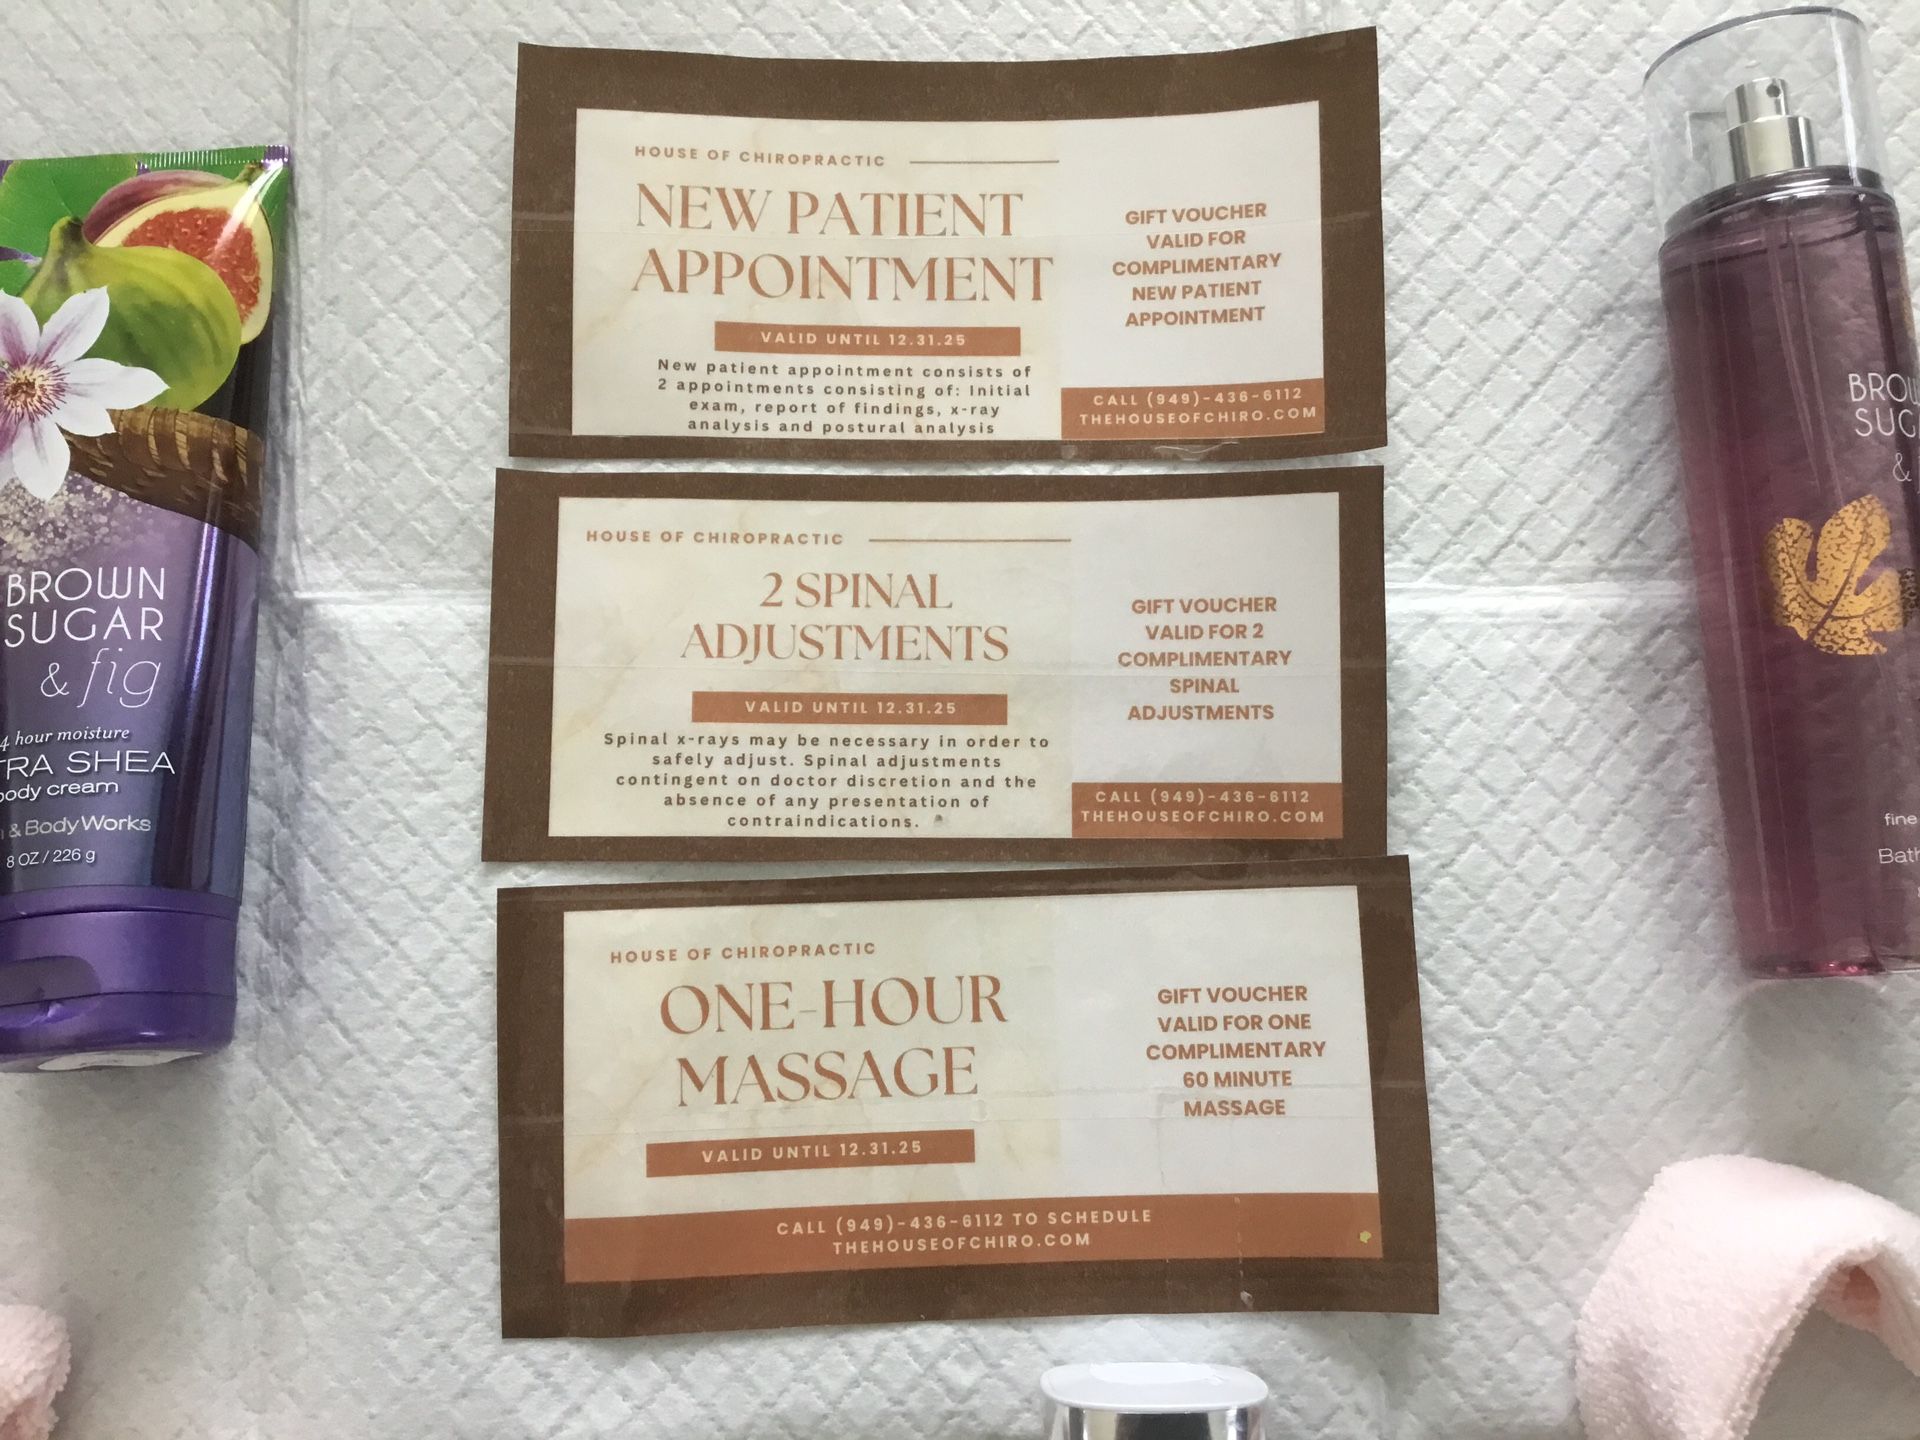 HOUSE OF CHIROPRACTIC
NEW PATIENT
APPOINTMENT
VALID UNTIL 12.31.25
New patient appointment consists of
2 appointments consisting of: Initial
exam, report of findings, x-ray
analysis and postural analysis
GIFT VOUCHER
VALID FOR
COMPLIMENTARY
NEW PATIENT
APPOINTMENT
CALL (949)-436-6112
THEHOUSEOFCHIRO.COM
HOUSE OF CHIROPRACTIC
2 SPINAL
ADJUSTMENTS
VALID UNTIL 12.31.25
Spinal x-rays may be necessary in order to
safely adjust. Spinal adjustments
contingent on doctor discretion and the
absence of any presentation of
contraindications.
GIFT VOUCHER
VALID FOR 2
COMPLIMENTARY
SPINAL
ADJUSTMENTS
CALL (949)-436-6112
THEHOUSEOFCHIRO.COM
HOUSE OF CHIROPRACTIC
ONE-HOUR
MASSAGE
VALID UNTIL 12.31.25
GIFT VOUCHER
VALID FOR ONE
COMPLIMENTARY
60 MINUTE
MASSAGE
CALL (949)-436-6112 TO SCHEDULE
THEHOUSEOFCHIRO.COM
BROWN
SUGAR
& fig
4 hour moisture
TRA SHEA
body cream
& Body Works
8 OZ / 226 g
BROW
SUG
&
fine
Bath